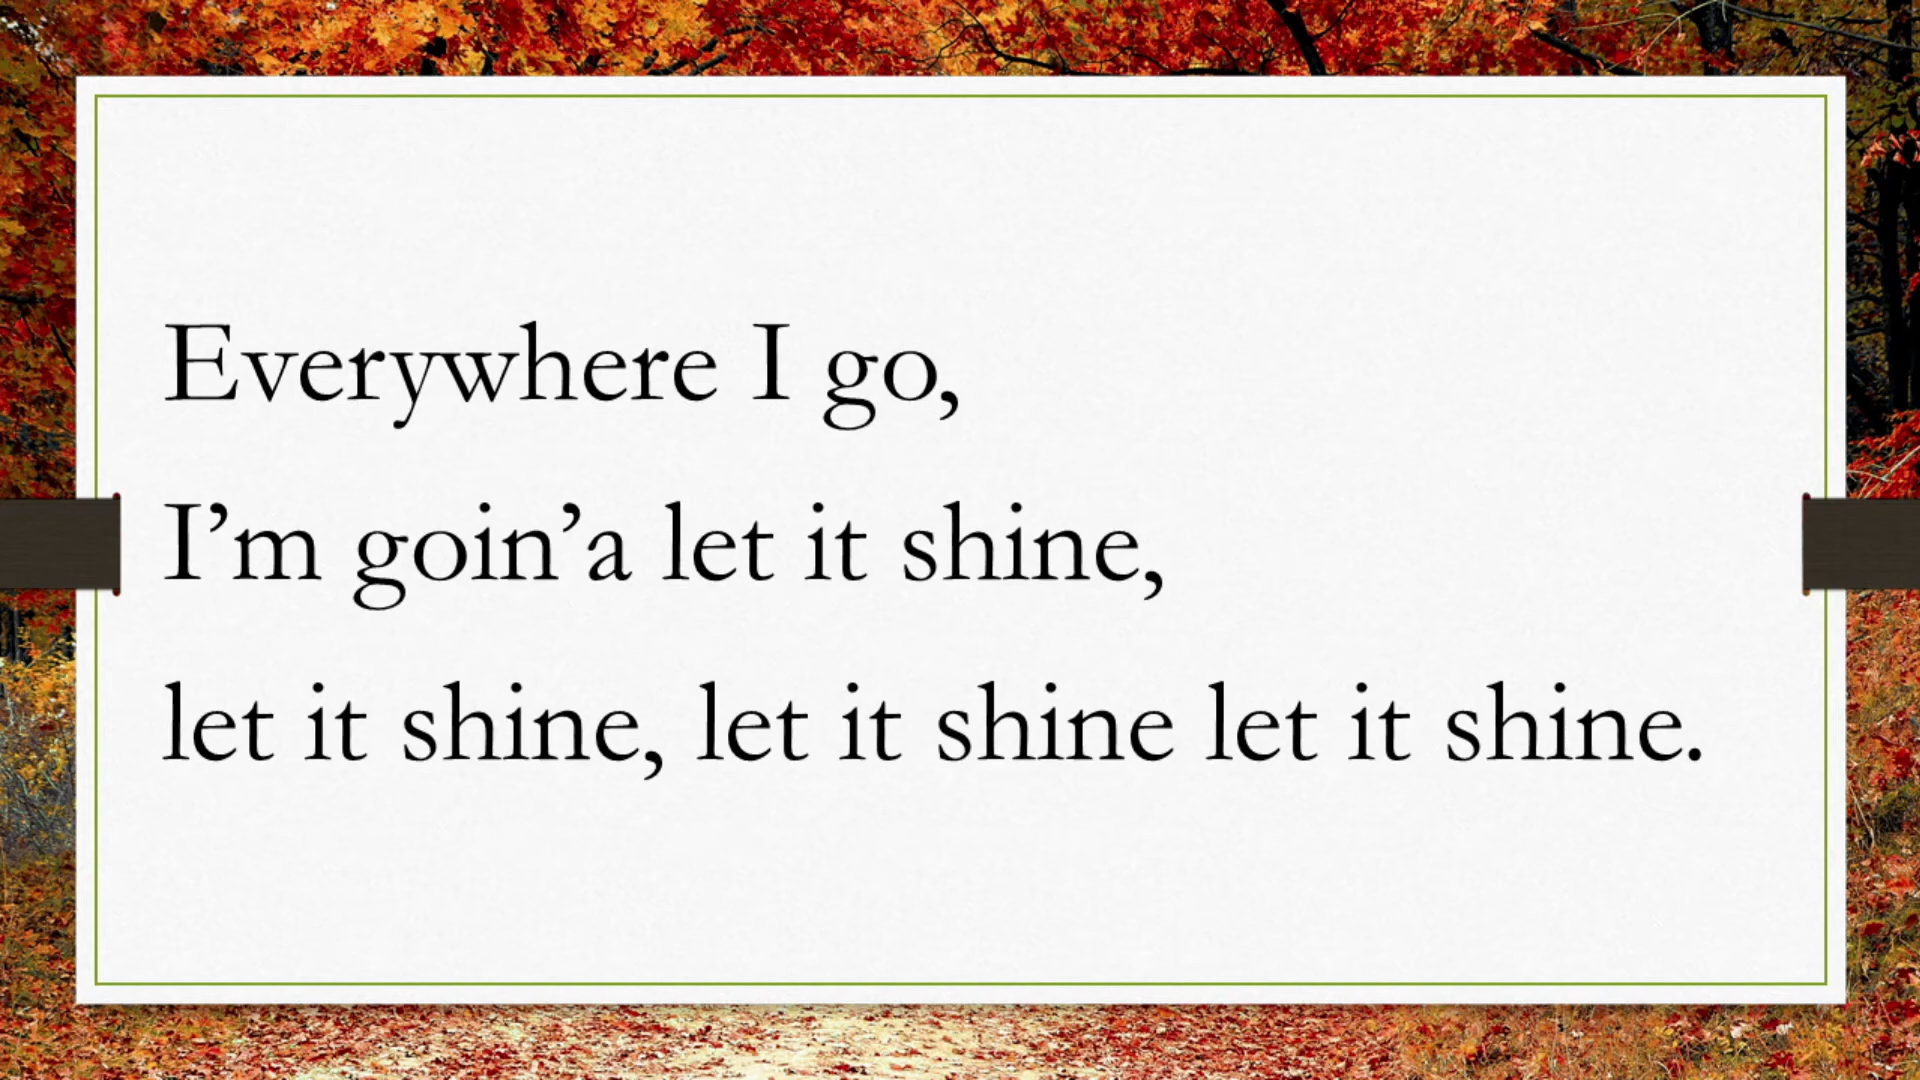 Everywhere I go,
I’m goin’a let it shine,
let it shine, let it shine let it shine.